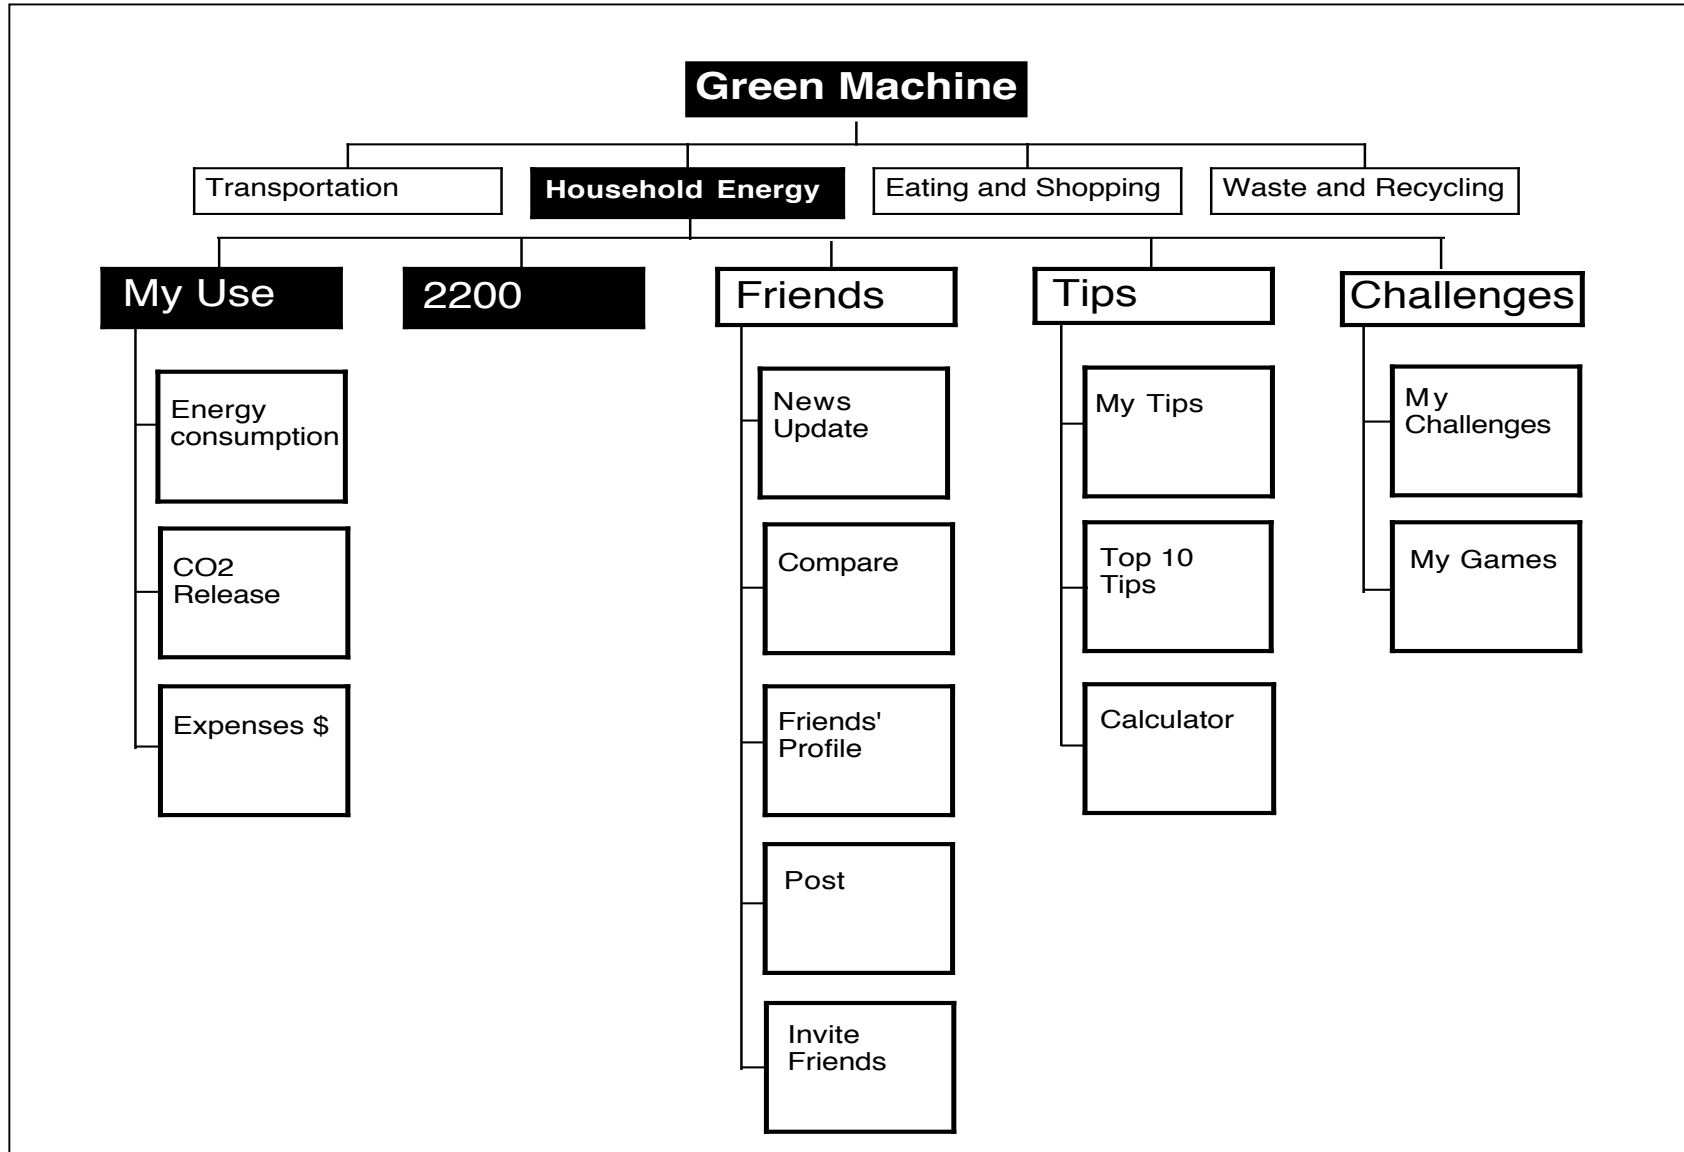 Green Machine
Transportation
Household Energy
Eating and Shopping
Waste and Recycling
My Use
2200
Friends
Tips
Challenges
Energy
consumption
CO2
Release
Expenses $
News
Update
Compare
Friends'
Profile
Post
Invite
Friends
My Tips
Top 10
Tips
Calculator
My
Challenges
My Games